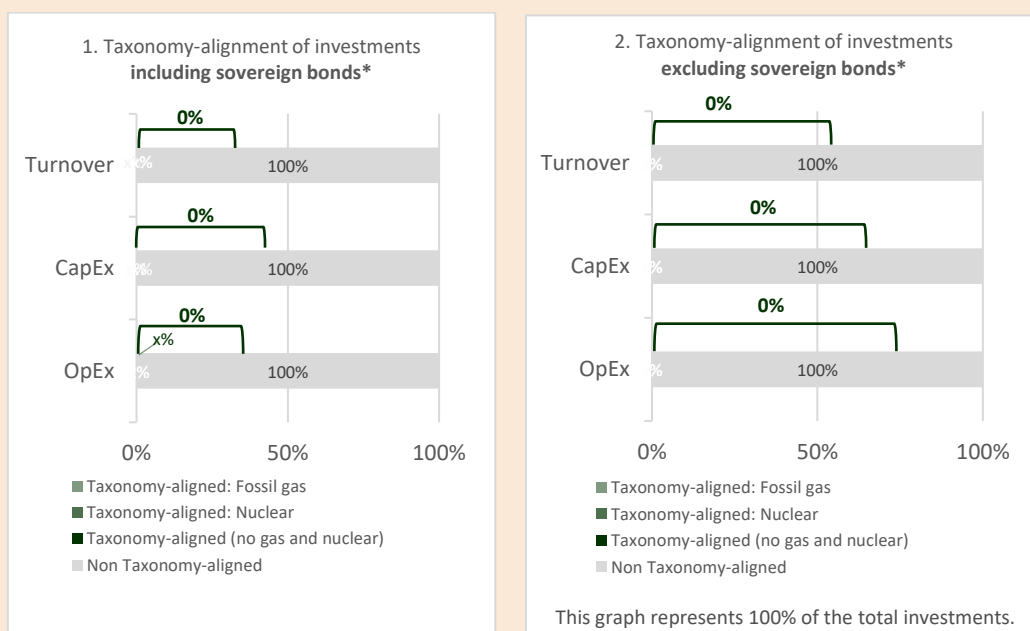 1. Taxonomy-alignment of investments
including sovereign bonds*
0%
Turnover
100%
0%
CapEx
100%
0%
x%
OpEx
%
100%
0% 50% 100%
Taxonomy-aligned: Fossil gas
Taxonomy-aligned: Nuclear
Taxonomy-aligned (no gas and nuclear)
Non Taxonomy-aligned
2. Taxonomy-alignment of investments
excluding sovereign bonds*
0%
Turnover
%
100%
0%
CapEx
%
100%
0%
OpEx
%
100%
0% 50% 100%
Taxonomy-aligned: Fossil gas
Taxonomy-aligned: Nuclear
Taxonomy-aligned (no gas and nuclear)
Non Taxonomy-aligned
This graph represents 100% of the total investments.